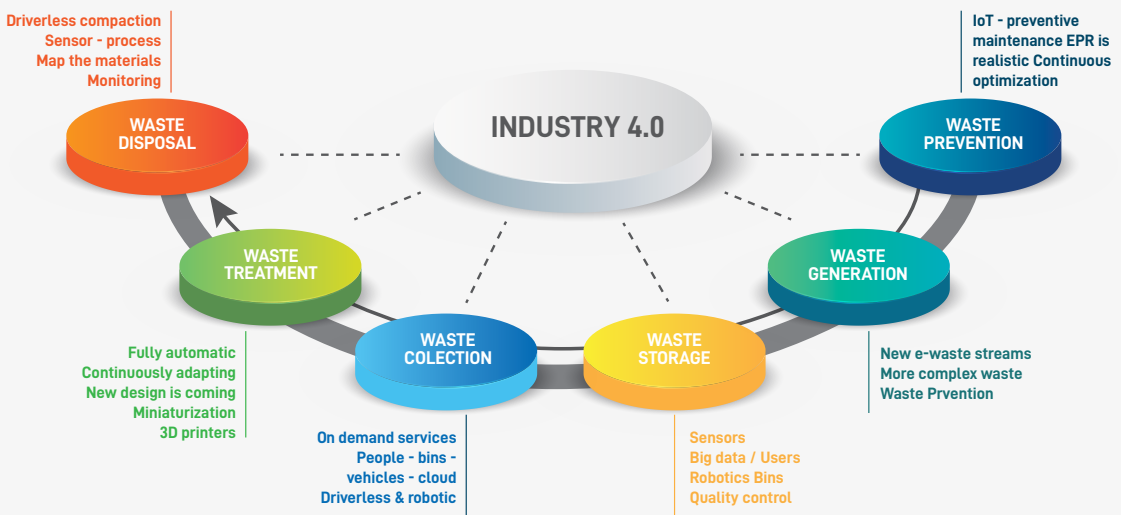 Driverless compaction
Sensor - process
Map the materials
Monitoring
WASTE
DISPOSAL
INDUSTRY 4.0
IoT - preventive
maintenance EPR is
realistic Continuous
optimization
WASTE
PREVENTION
WASTE
TREATMENT
Fully automatic
Continuously adapting
New design is coming
Miniaturization
3D printers
WASTE
COLECTION
On demand services
People - bins -
vehicles - cloud
Driverless & robotic
WASTE
STORAGE
Sensors
Big data / Users
Robotics Bins
Quality control
WASTE
GENERATION
New e-waste streams
More complex waste
Waste Prvention